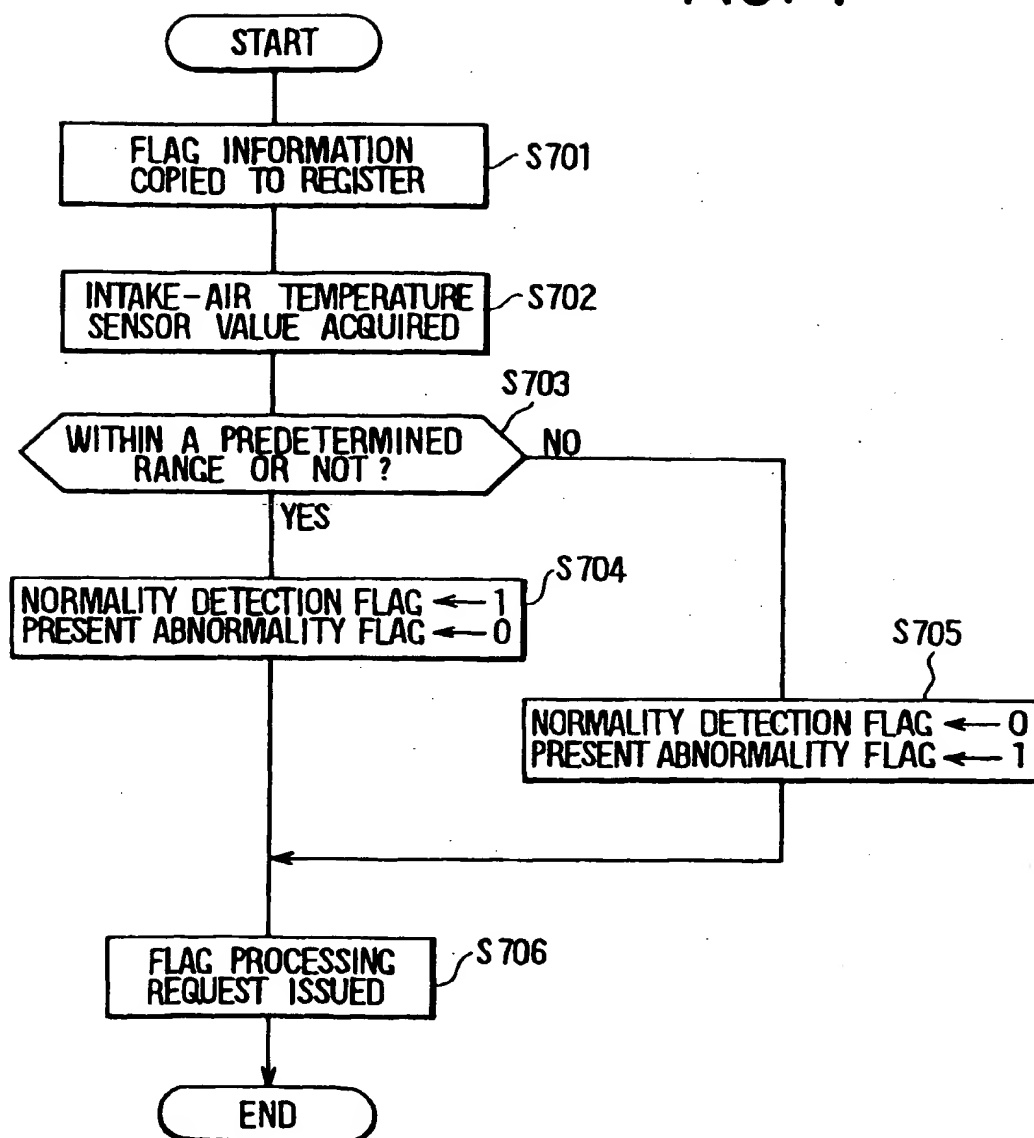 START
FLAG INFORMATION
COPIED TO REGISTER
S701
INTAKE-AIR TEMPERATURE
SENSOR VALUE ACQUIRED
S702
S703
WITHIN A PREDETERMINED
RANGE OR NOT?
NO
YES
S704
NORMALITY DETECTION FLAG ← 1
PRESENT ABNORMALITY FLAG ← 0
S705
NORMALITY DETECTION FLAG ← 0
PRESENT ABNORMALITY FLAG ← 1
FLAG PROCESSING
REQUEST ISSUED
S706
END